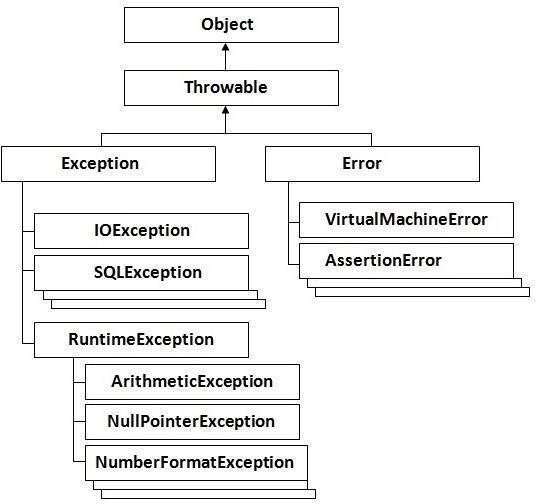 Object
Throwable
Exception
Error
IOException
VirtualMachineError
SQLException
AssertionError
RuntimeException
ArithmeticException
NullPointerException
NumberFormatException